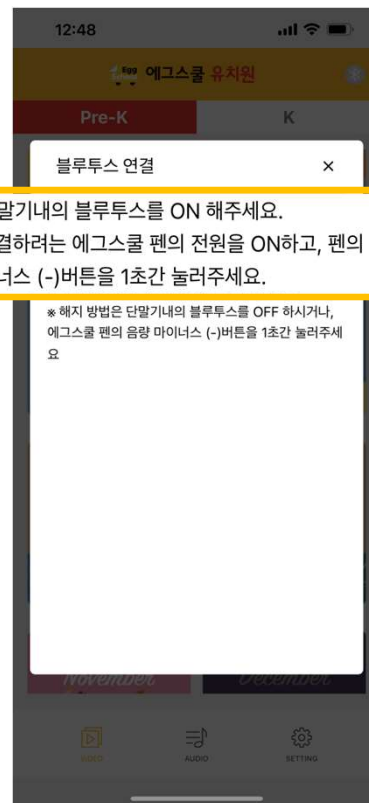 12:48
Egg
에그스쿨 유치원
Pre-K
K
블루투스 연결
×
말기내의 블루투스를 ON 해주세요.
결하려는 에그스쿨 펜의 전원을 ON하고, 펜의
너스 (-)버튼을 1초간 눌러주세요.
※ 해지 방법은 단말기내의 블루투스를 OFF 하시거나,
에그스쿨 펜의 음량 마이너스 (-)버튼을 1초간 눌러주세
요
November
December
VIDEO
AUDIO
SETTING